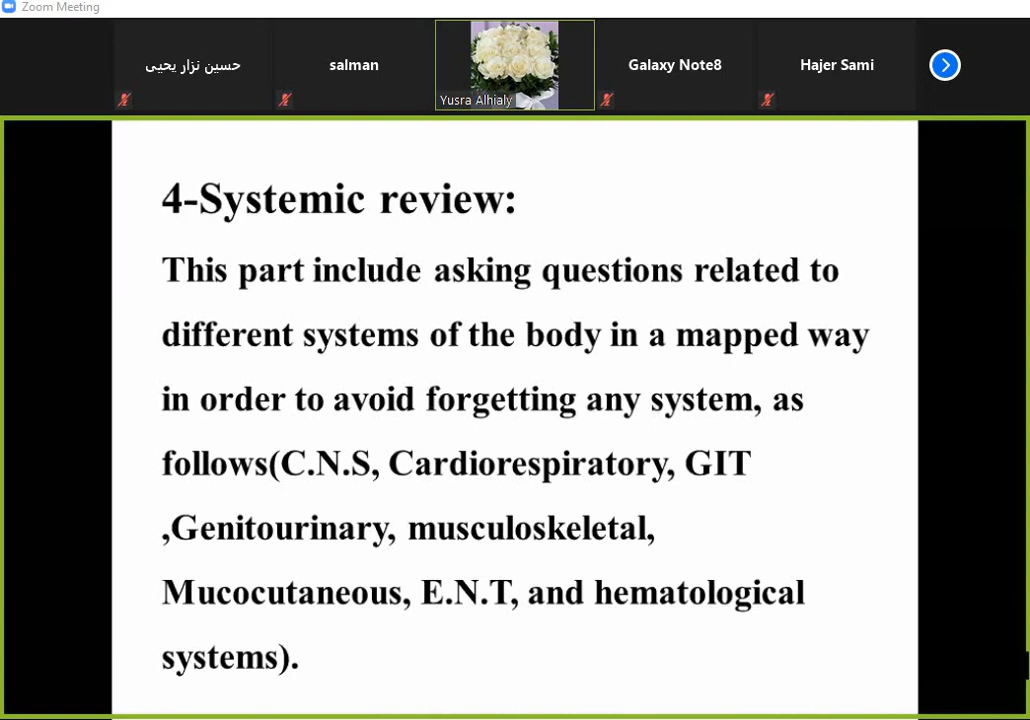 Zoom Meeting
حسين نزار يحيى
salman
Yusra Alhialy
Galaxy Note8
Hajer Sami
4-Systemic review:
This part include asking questions related to
different systems of the body in a mapped way
in order to avoid forgetting any system, as
follows(C.N.S, Cardiorespiratory, GIT
,Genitourinary, musculoskeletal,
Mucocutaneous, E.N.T, and hematological
systems).